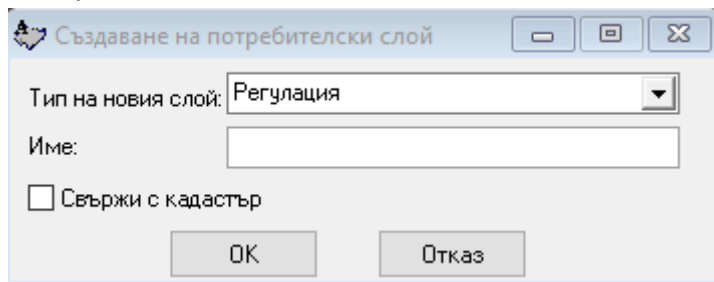 Създаване на потребителски слой
Тип на новия слой: Регулация
Име:
Свържи с кадастър
OK Отказ